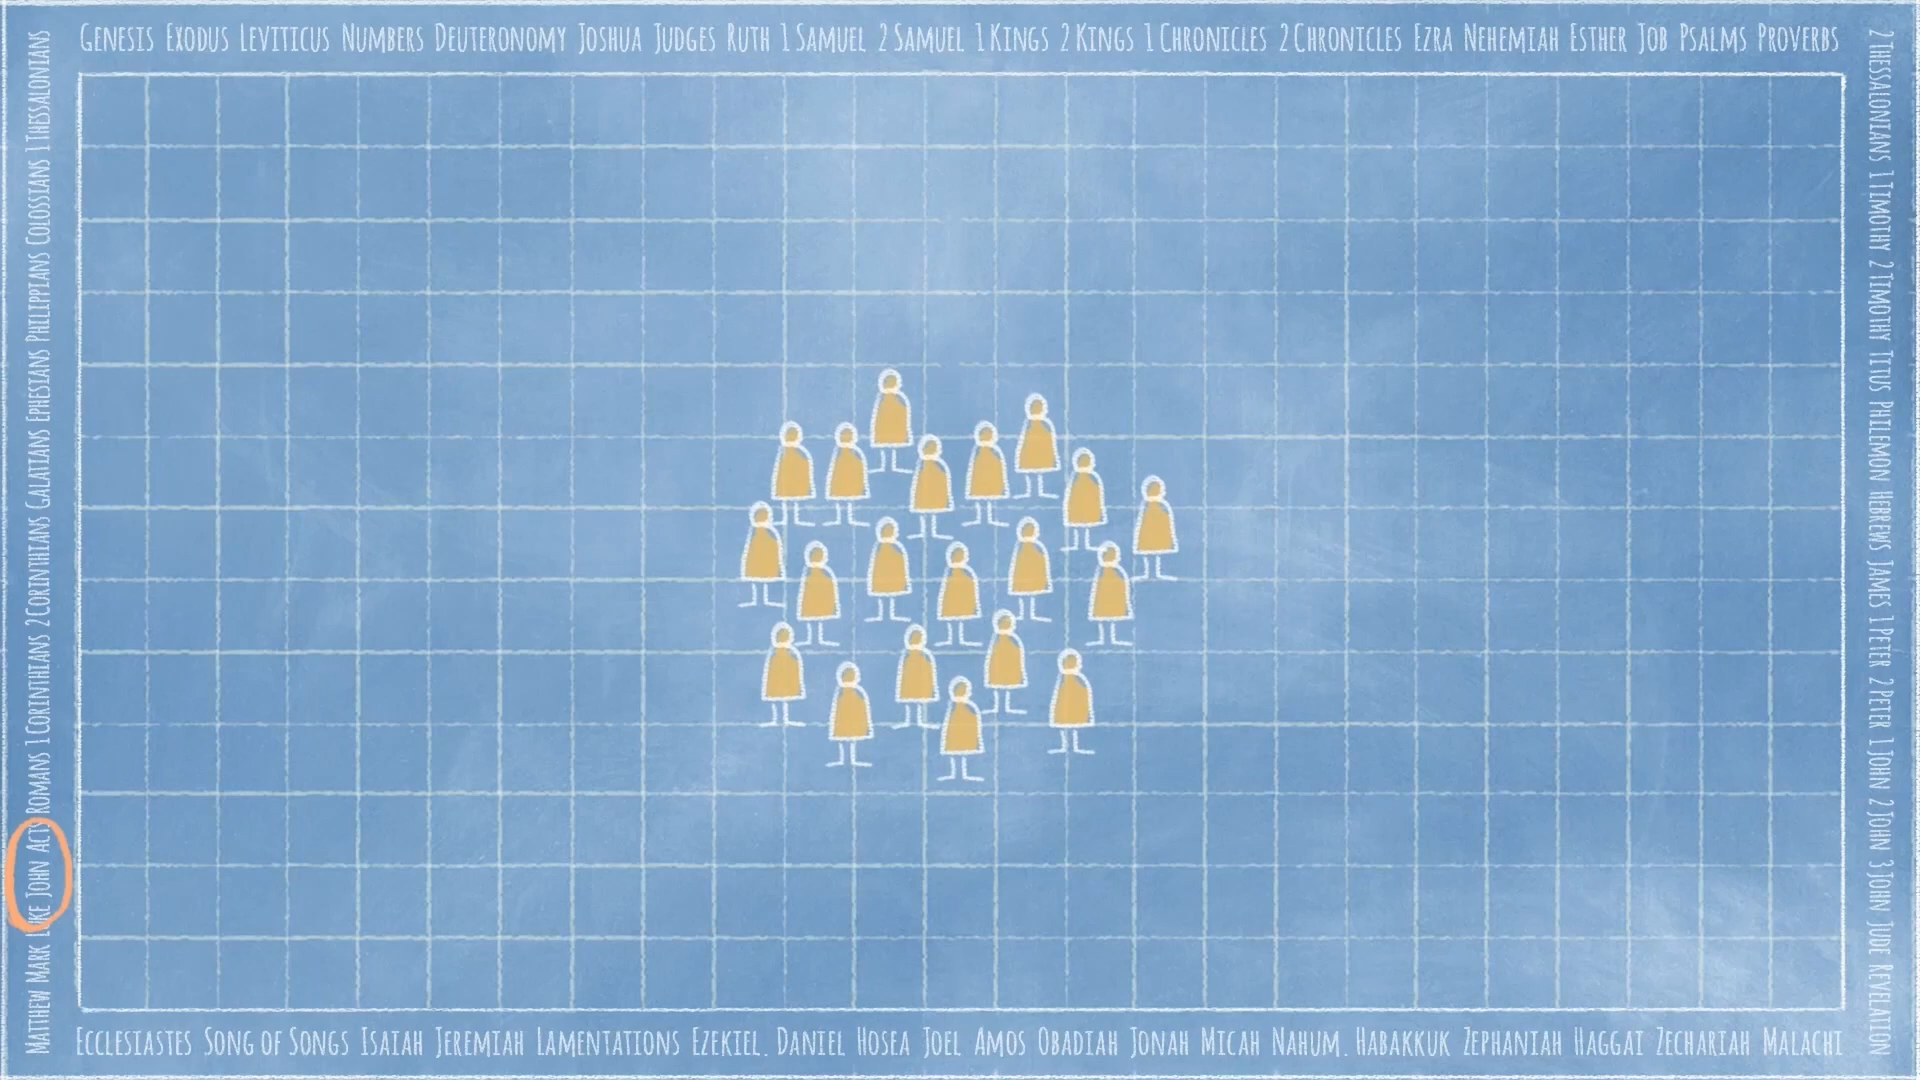 Genesis Exodus Leviticus Numbers Deuteronomy Joshua Judges Ruth 1 Samuel 2 Samuel 1 Kings 2 Kings 1 Chronicles 2 Chronicles Ezra Nehemiah Esther Job Psalms Proverbs
Ecclesiastes Song of Songs Isaiah Jeremiah Lamentations Ezekiel. Daniel Hosea Joel Amos Obadiah Jonah Micah Nahum. Habakkuk Zephaniah Haggai Zechariah Malachi
Matthew Mark Luke John Acts Romans 1 Corinthians 2 Corinthians Galatians Ephesians Philippians Colossians 1 Thessalonians
2 Thessalonians 1 Timothy 2 Timothy Titus Philemon Hebrews James 1 Peter 2 Peter 1 John 2 John 3 John Jude Revelation